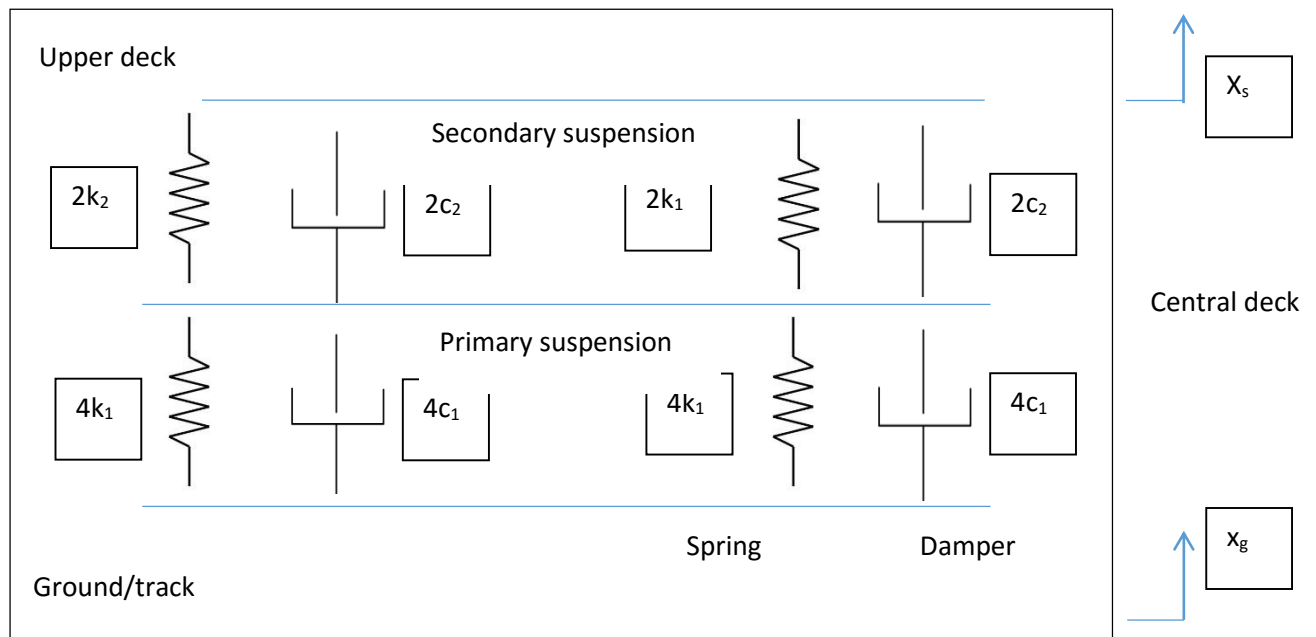 Upper deck
Xₛ
Secondary suspension
2k₂
2c₂
2k₁
2c₂
Central deck
Primary suspension
4k₁
4c₁
4k₁
4c₁
Spring
Damper
x₉
Ground/track